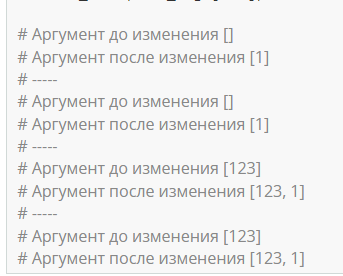 # Аргумент до изменения []
# Аргумент после изменения [1]
# -----
# Аргумент до изменения []
# Аргумент после изменения [1]
# -----
# Аргумент до изменения [123]
# Аргумент после изменения [123, 1]
# -----
# Аргумент до изменения [123]
# Аргумент после изменения [123, 1]